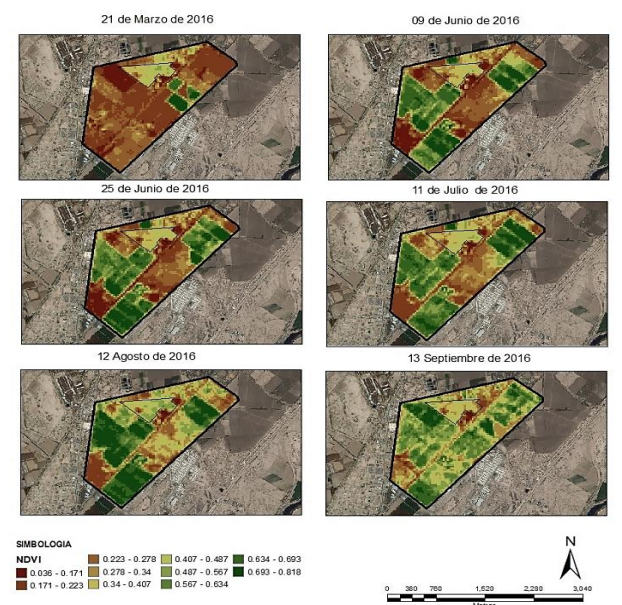 21 de Marzo de 2016
09 de Junio de 2016
25 de Junio de 2016
11 de Julio de 2016
12 Agosto de 2016
13 Septiembre de 2016
SIMBOLOGIA
NDVI
0.036 - 0.171
0.171 - 0.223
0.223 - 0.278
0.278 - 0.34
0.34 - 0.407
0.407 - 0.487
0.487 - 0.567
0.567 - 0.634
0.634 - 0.693
0.693 - 0.818
N
0 380 760 1,520 2,280 3,040